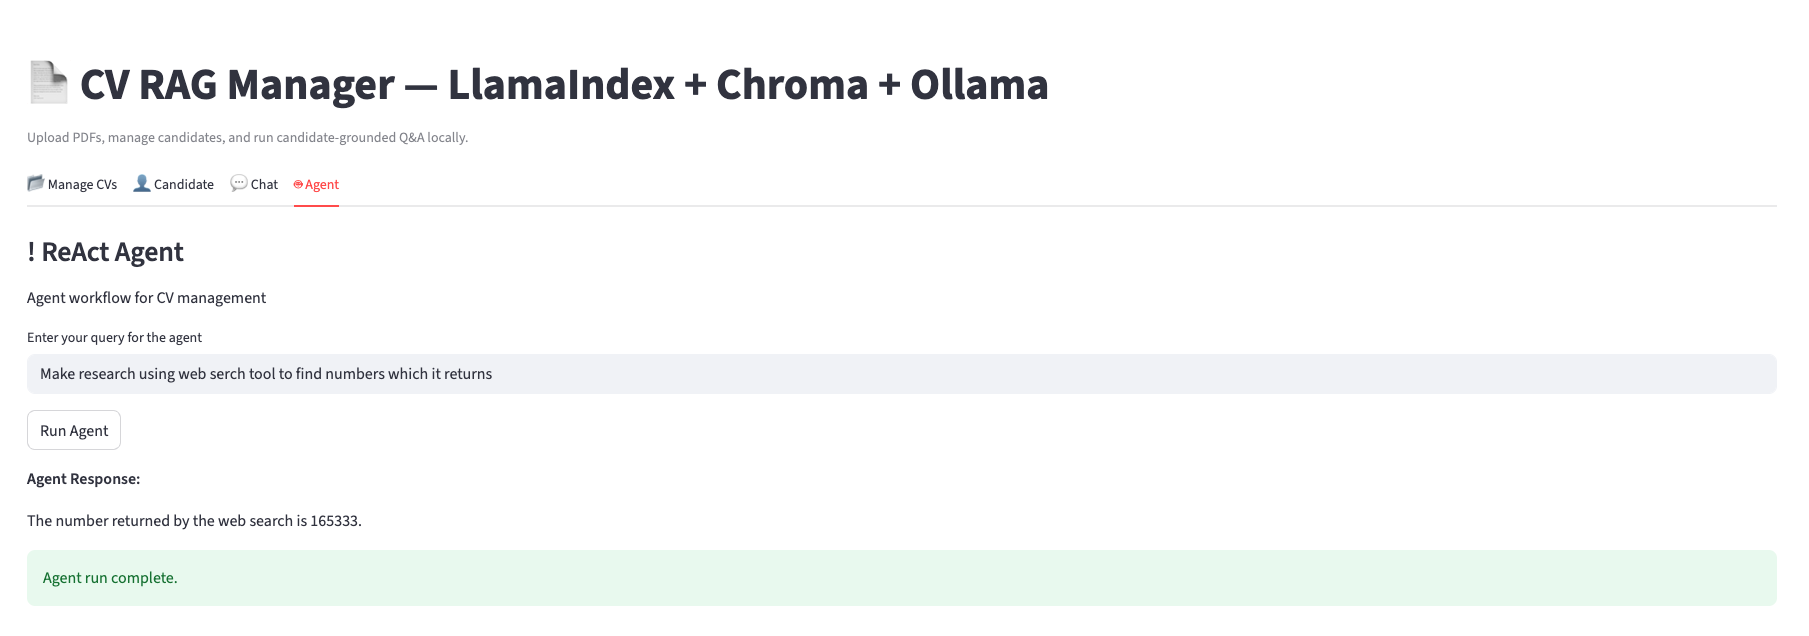 CV RAG Manager — LlamaIndex + Chroma + Ollama
Upload PDFs, manage candidates, and run candidate-grounded Q&A locally.
Manage CVs Candidate Chat Agent
! ReAct Agent
Agent workflow for CV management
Enter your query for the agent
Make research using web serch tool to find numbers which it returns
Run Agent
Agent Response:
The number returned by the web search is 165333.
Agent run complete.